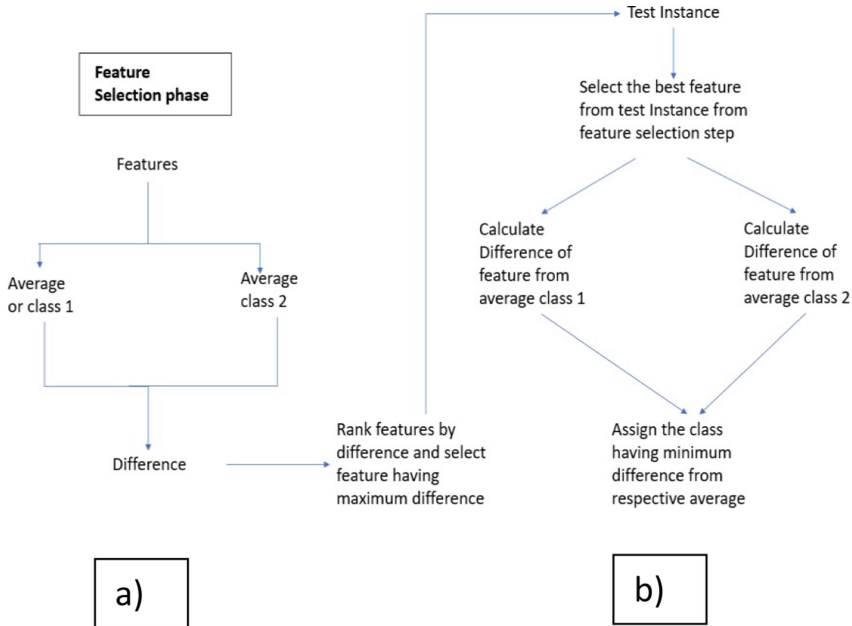 Feature
Selection phase
Features
Average
or class 1
Average
class 2
Difference
Rank features by
difference and select
feature having
maximum difference
a)
Test Instance
Select the best feature
from test Instance from
feature selection step
Calculate
Difference of
feature from
average class 1
Calculate
Difference of
feature from
average class 2
Assign the class
having minimum
difference from
respective average
b)